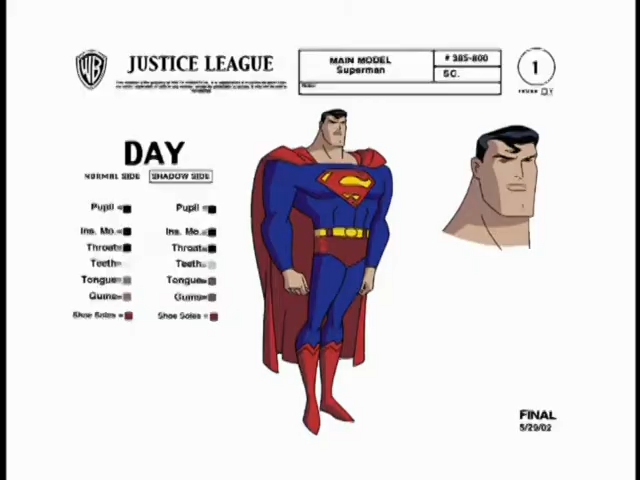 WB
JUSTICE LEAGUE
MAIN MODEL
Superman
# 385-800
SC.
Notes:
1
DAY
NORMAL SIDE
SHADOW SIDE
Pupil =
Pupil =
Ins. Mo. =
Ins. Mo. =
Throat =
Throat =
Teeth =
Teeth =
Tongue =
Tongue =
Gums =
Gums =
Shoe Soles =
Shoe Soles =
S
FINAL
5/29/02